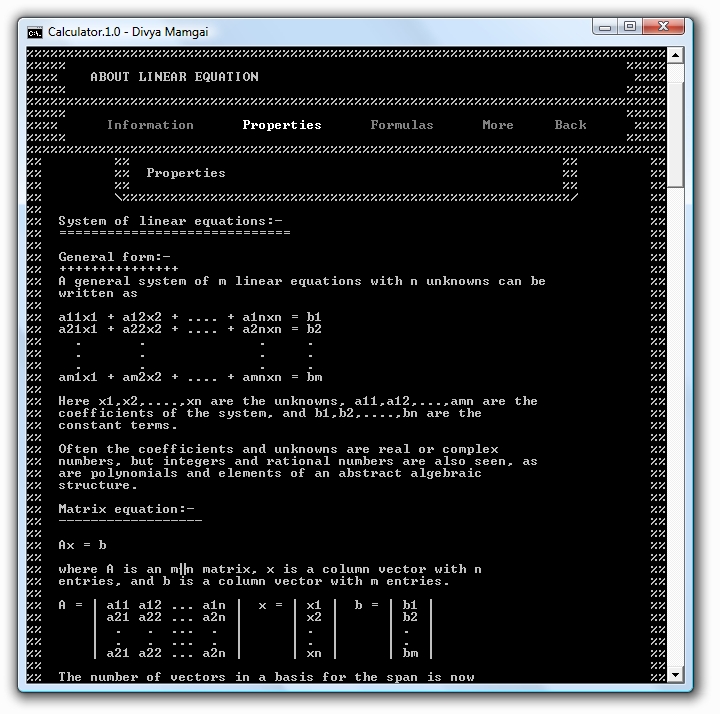 Calculator.1.0 - Divya Mamgai
ABOUT LINEAR EQUATION
Information Properties Formulas More Back
Properties
System of linear equations:-
=============================
General form:-
+++++++++++++++
A general system of m linear equations with n unknowns can be
written as
a11x1 + a12x2 + .... + a1nxn = b1
a21x1 + a22x2 + .... + a2nxn = b2
. . . .
. . . .
. . . .
am1x1 + am2x2 + .... + amnxn = bm
Here x1,x2,....,xn are the unknowns, a11,a12,...,amn are the
coefficients of the system, and b1,b2,....,bn are the
constant terms.
Often the coefficients and unknowns are real or complex
numbers, but integers and rational numbers are also seen, as
are polynomials and elements of an abstract algebraic
structure.
Matrix equation:-
------------------
Ax = b
where A is an m╫n matrix, x is a column vector with n
entries, and b is a column vector with m entries.
A = | a11 a12 ... a1n | x = | x1 | b = | b1 |
| a21 a22 ... a2n | | x2 | | b2 |
| . . ... . | | . | | . |
| . . ... . | | . | | . |
| a21 a22 ... a2n | | xn | | bm |
The number of vectors in a basis for the span is now